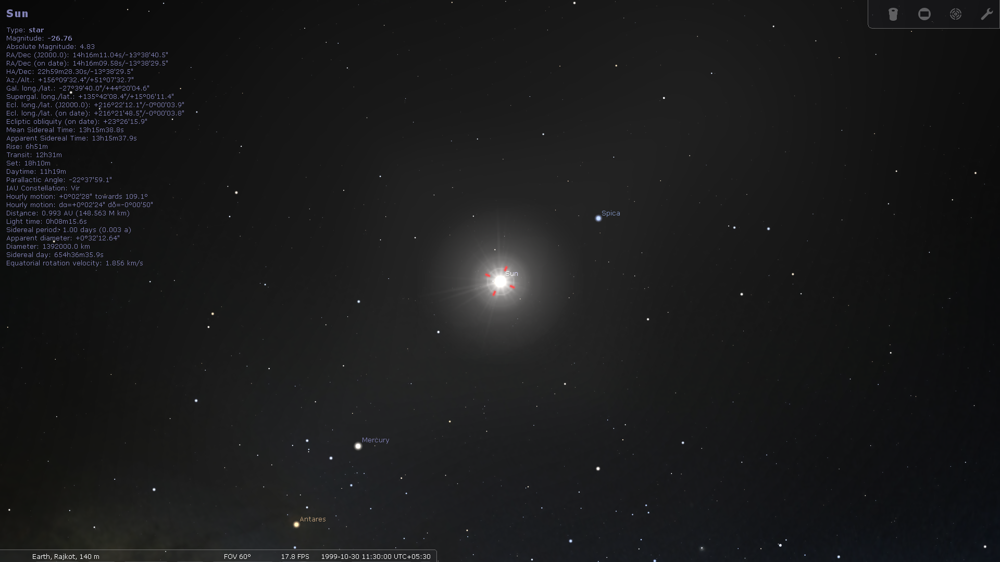 Sun
Type: star
Magnitude: -26.76
Absolute Magnitude: 4.83
RA/Dec (J2000.0): 14h16m11.04s/-13°38'40.5"
RA/Dec (on date): 14h16m09.58s/-13°38'29.5"
HA/Dec: 22h59m28.30s/-13°38'29.5"
Az./Alt.: +156°09'32.4"/+51°07'32.7"
Gal. long./lat.: -27°39'40.0"/+44°20'04.6"
Supergal. long./lat.: +135°42'08.4"/+15°06'11.4"
Ecl. long./lat. (J2000.0): +216°22'12.1"/-0°00'03.9"
Ecl. long./lat. (on date): +216°21'48.5"/-0°00'03.8"
Ecliptic obliquity (on date): +23°26'15.9"
Mean Sidereal Time: 13h15m38.8s
Apparent Sidereal Time: 13h15m37.9s
Rise: 6h51m
Transit: 12h31m
Set: 18h10m
Daytime: 11h19m
Parallactic Angle: -22°37'59.1"
IAU Constellation: Vir
Hourly motion: +0°02'28" towards 109.1°
Hourly motion: dα=+0°02'24" dδ=-0°00'50"
Distance: 0.993 AU (148.563 M km)
Light time: 0h08m15.6s
Sidereal period: 1.00 days (0.003 a)
Apparent diameter: +0°32'12.64"
Diameter: 1392000.0 km
Sidereal day: 654h36m35.9s
Equatorial rotation velocity: 1.856 km/s
Spica
Sun
Mercury
Antares
Earth, Rajkot, 140 m FOV 60° 17.8 FPS 1999-10-30 11:30:00 UTC+05:30